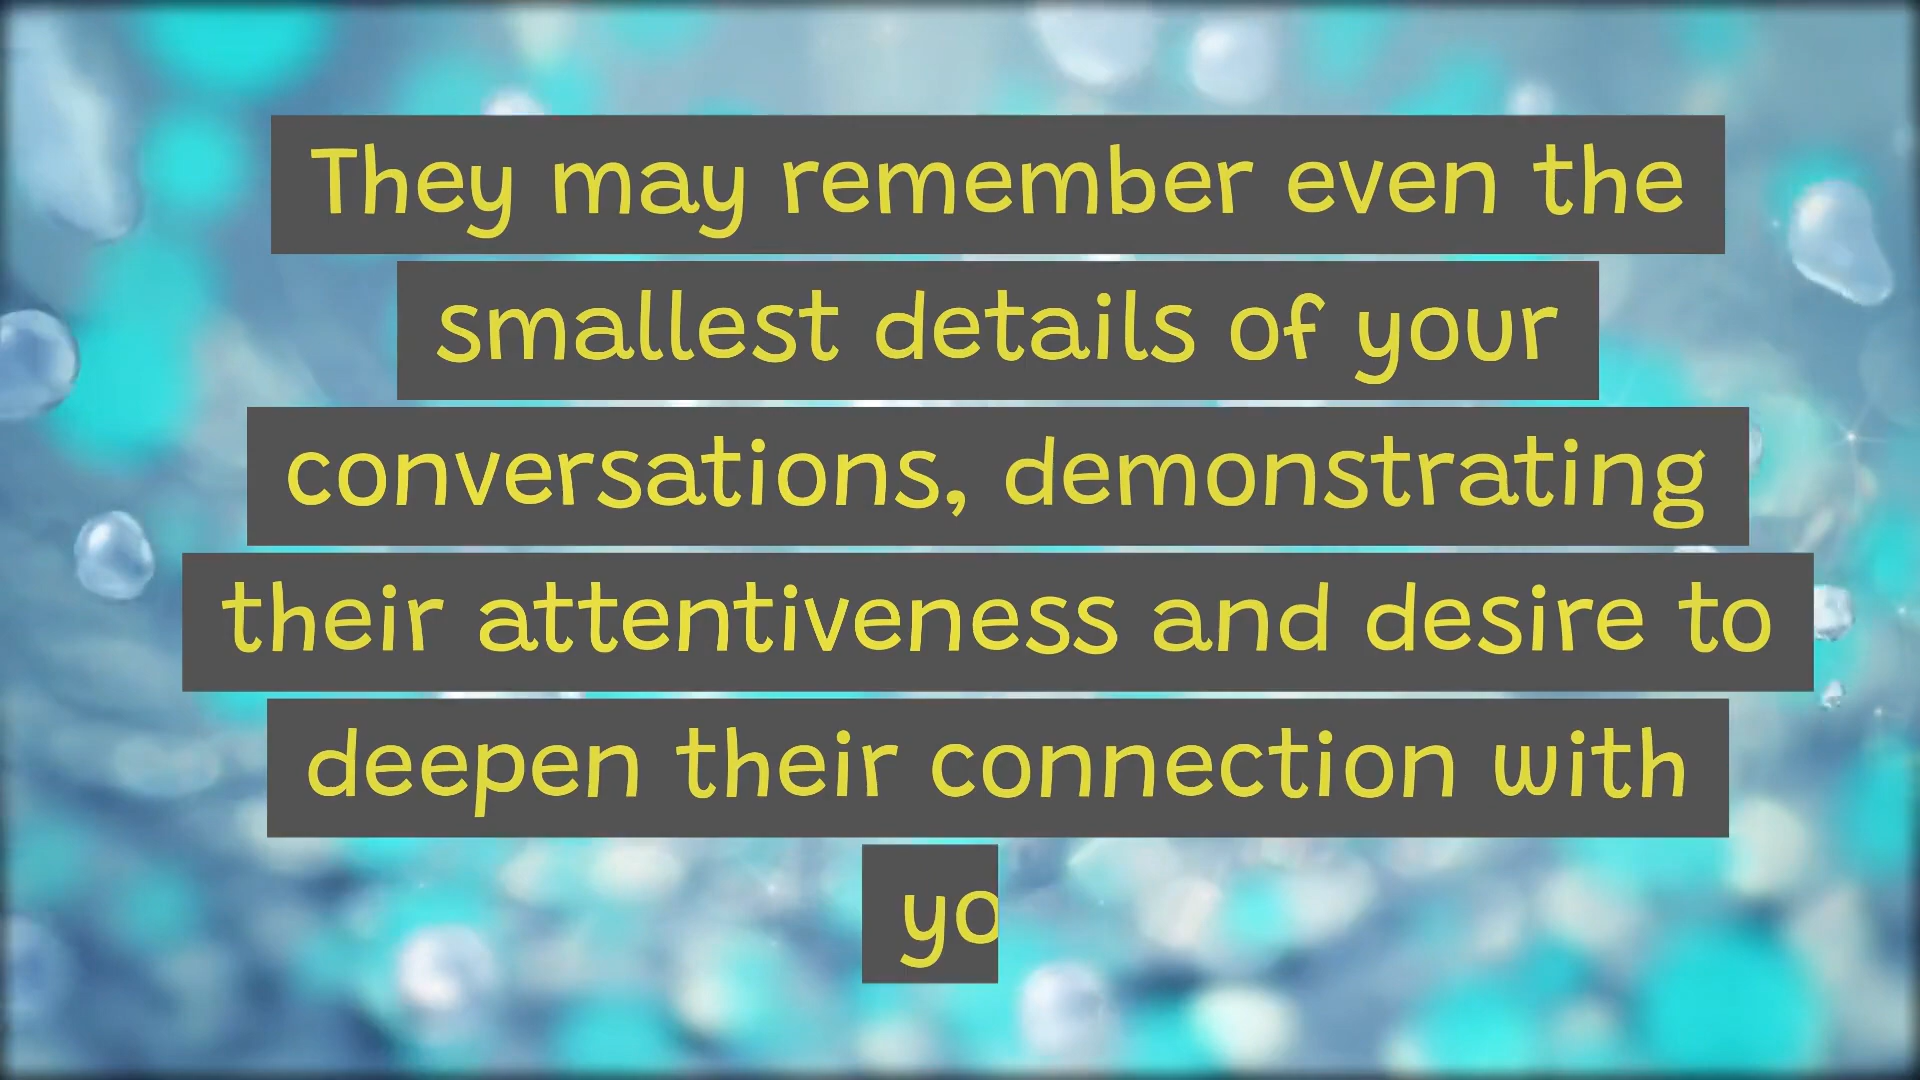 They may remember even the
smallest details of your
conversations, demonstrating
their attentiveness and desire to
deepen their connection with
yo